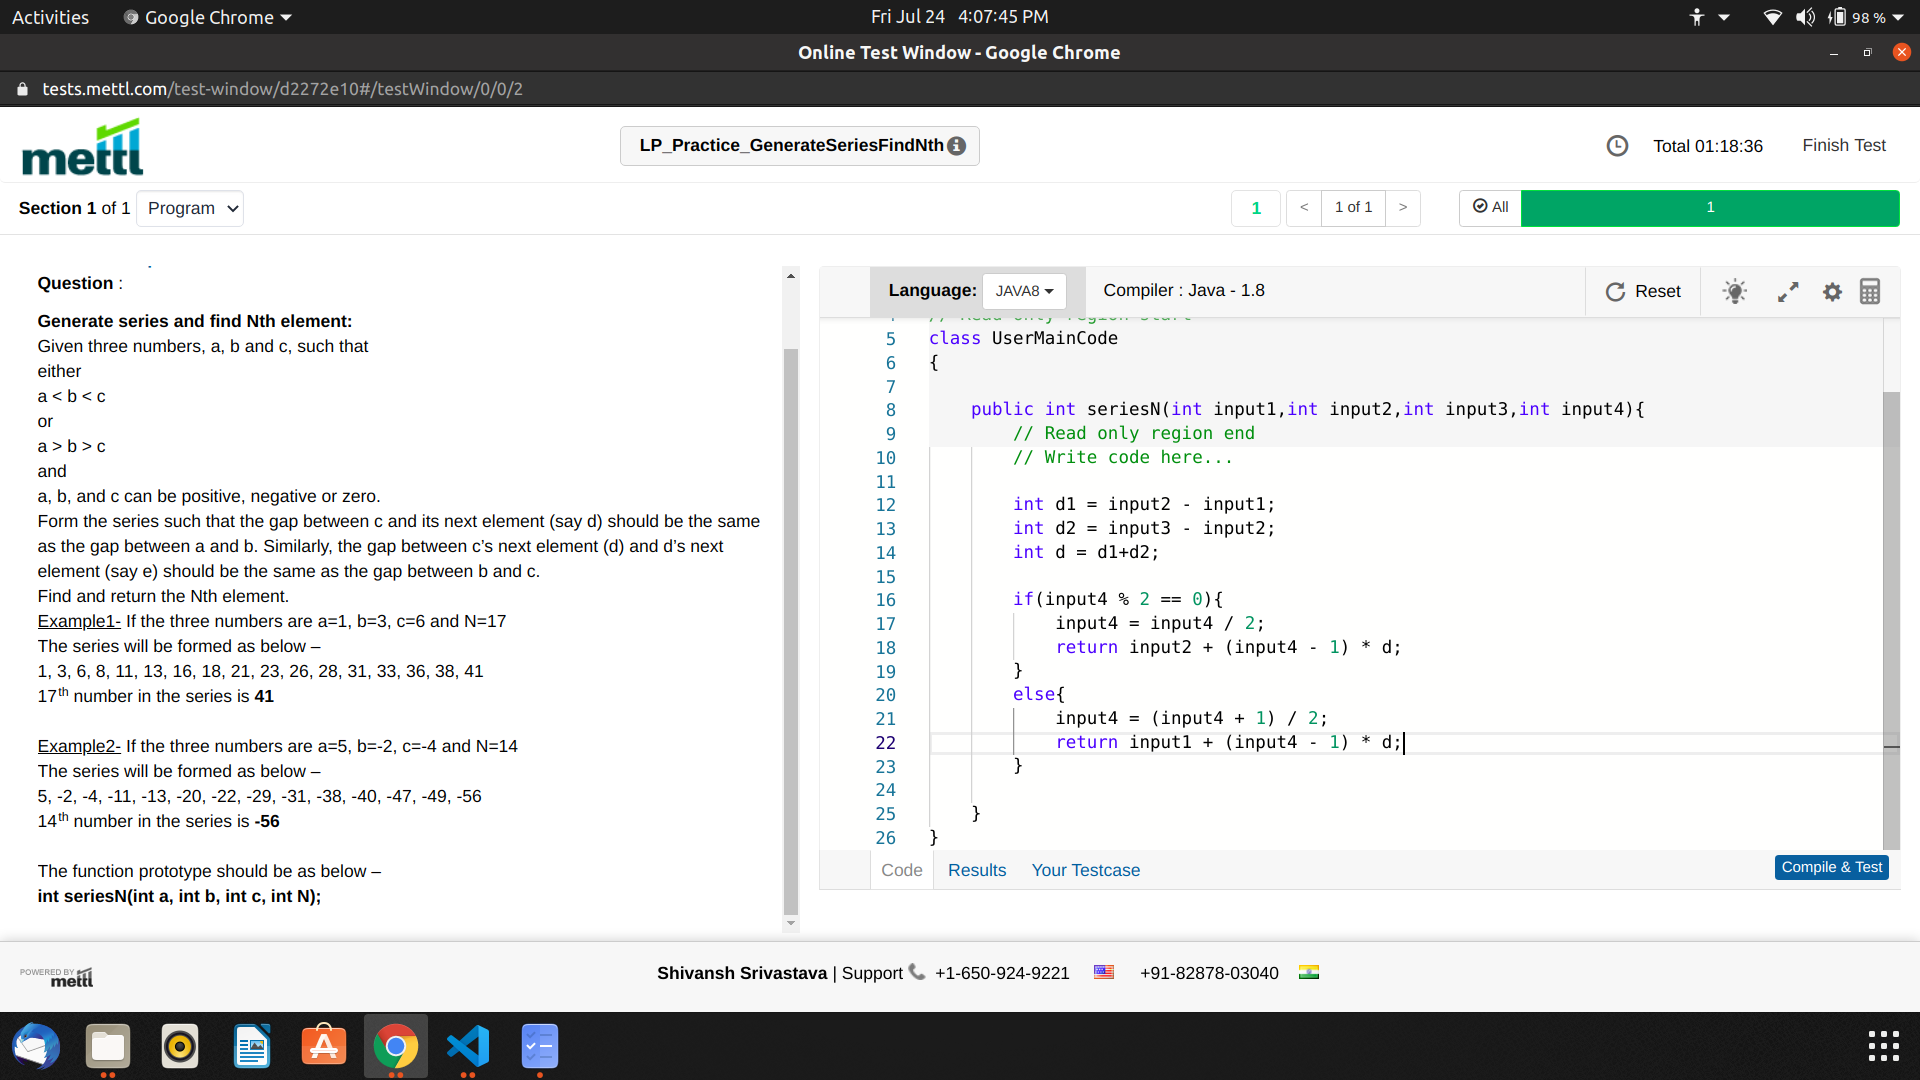 Activities
Google Chrome
Fri Jul 24 4:07:45 PM
98 %
Online Test Window - Google Chrome
tests.mettl.com/test-window/d2272e10#/testWindow/0/0/2
mettl
LP_Practice_GenerateSeriesFindNth
Total 01:18:36
Finish Test
Section 1 of 1
Program
1
<
1 of 1
>
All
1
Question :
Generate series and find Nth element:
Given three numbers, a, b and c, such that
either
a < b < c
or
a > b > c
and
a, b, and c can be positive, negative or zero.
Form the series such that the gap between c and its next element (say d) should be the same
as the gap between a and b. Similarly, the gap between c’s next element (d) and d’s next
element (say e) should be the same as the gap between b and c.
Find and return the Nth element.
Example1- If the three numbers are a=1, b=3, c=6 and N=17
The series will be formed as below –
1, 3, 6, 8, 11, 13, 16, 18, 21, 23, 26, 28, 31, 33, 36, 38, 41
17th number in the series is 41
Example2- If the three numbers are a=5, b=-2, c=-4 and N=14
The series will be formed as below –
5, -2, -4, -11, -13, -20, -22, -29, -31, -38, -40, -47, -49, -56
14th number in the series is -56
The function prototype should be as below –
int seriesN(int a, int b, int c, int N);
Language: JAVA8
Compiler : Java - 1.8
Reset
4 // Read only region start
5 class UserMainCode
6 {
7
8 public int seriesN(int input1,int input2,int input3,int input4){
9 // Read only region end
10 // Write code here...
11
12 int d1 = input2 - input1;
13 int d2 = input3 - input2;
14 int d = d1+d2;
15
16 if(input4 % 2 == 0){
17 input4 = input4 / 2;
18 return input2 + (input4 - 1) * d;
19 }
20 else{
21 input4 = (input4 + 1) / 2;
22 return input1 + (input4 - 1) * d;
23 }
24
25 }
26 }
Code
Results
Your Testcase
Compile & Test
POWERED BY
mettl
Shivansh Srivastava | Support +1-650-924-9221 +91-82878-03040